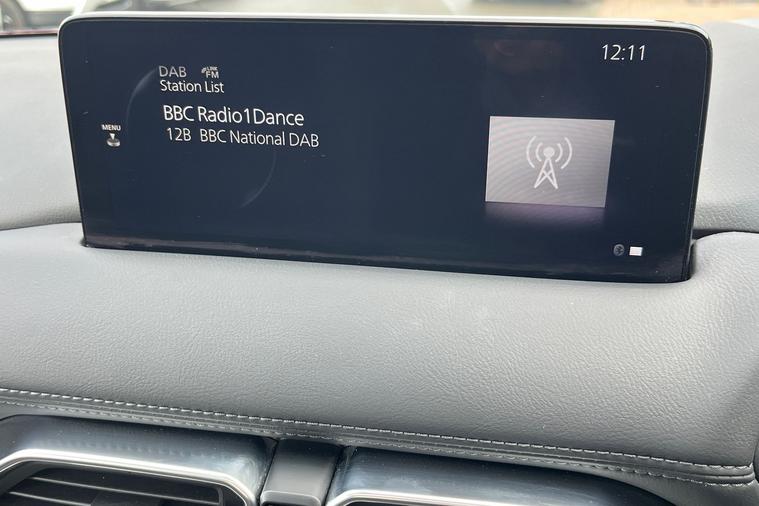 12:11
DAB LINK FM
Station List
BBC Radio1Dance
MENU
12B BBC National DAB